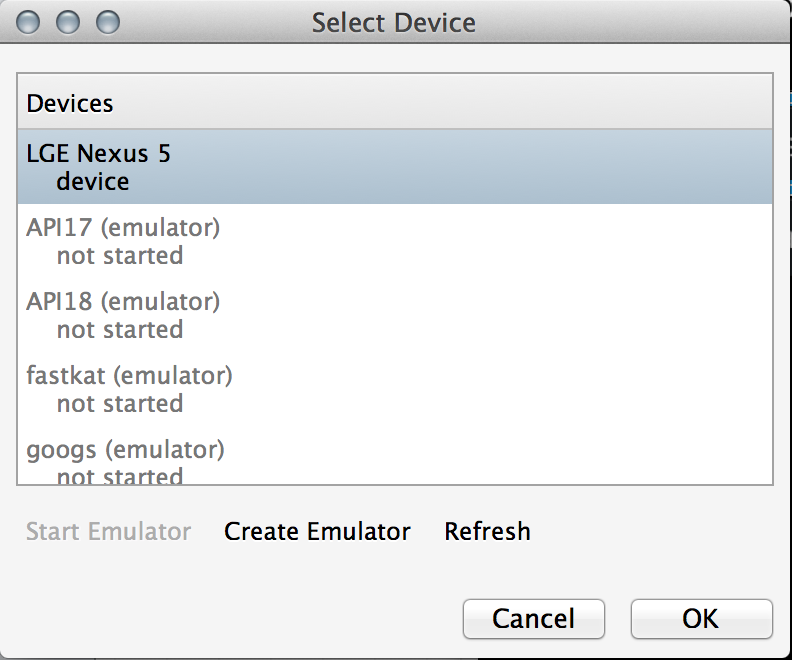 Select Device
Devices
LGE Nexus 5
device
API17 (emulator)
not started
API18 (emulator)
not started
fastkat (emulator)
not started
googs (emulator)
not started
Start Emulator Create Emulator Refresh
Cancel OK